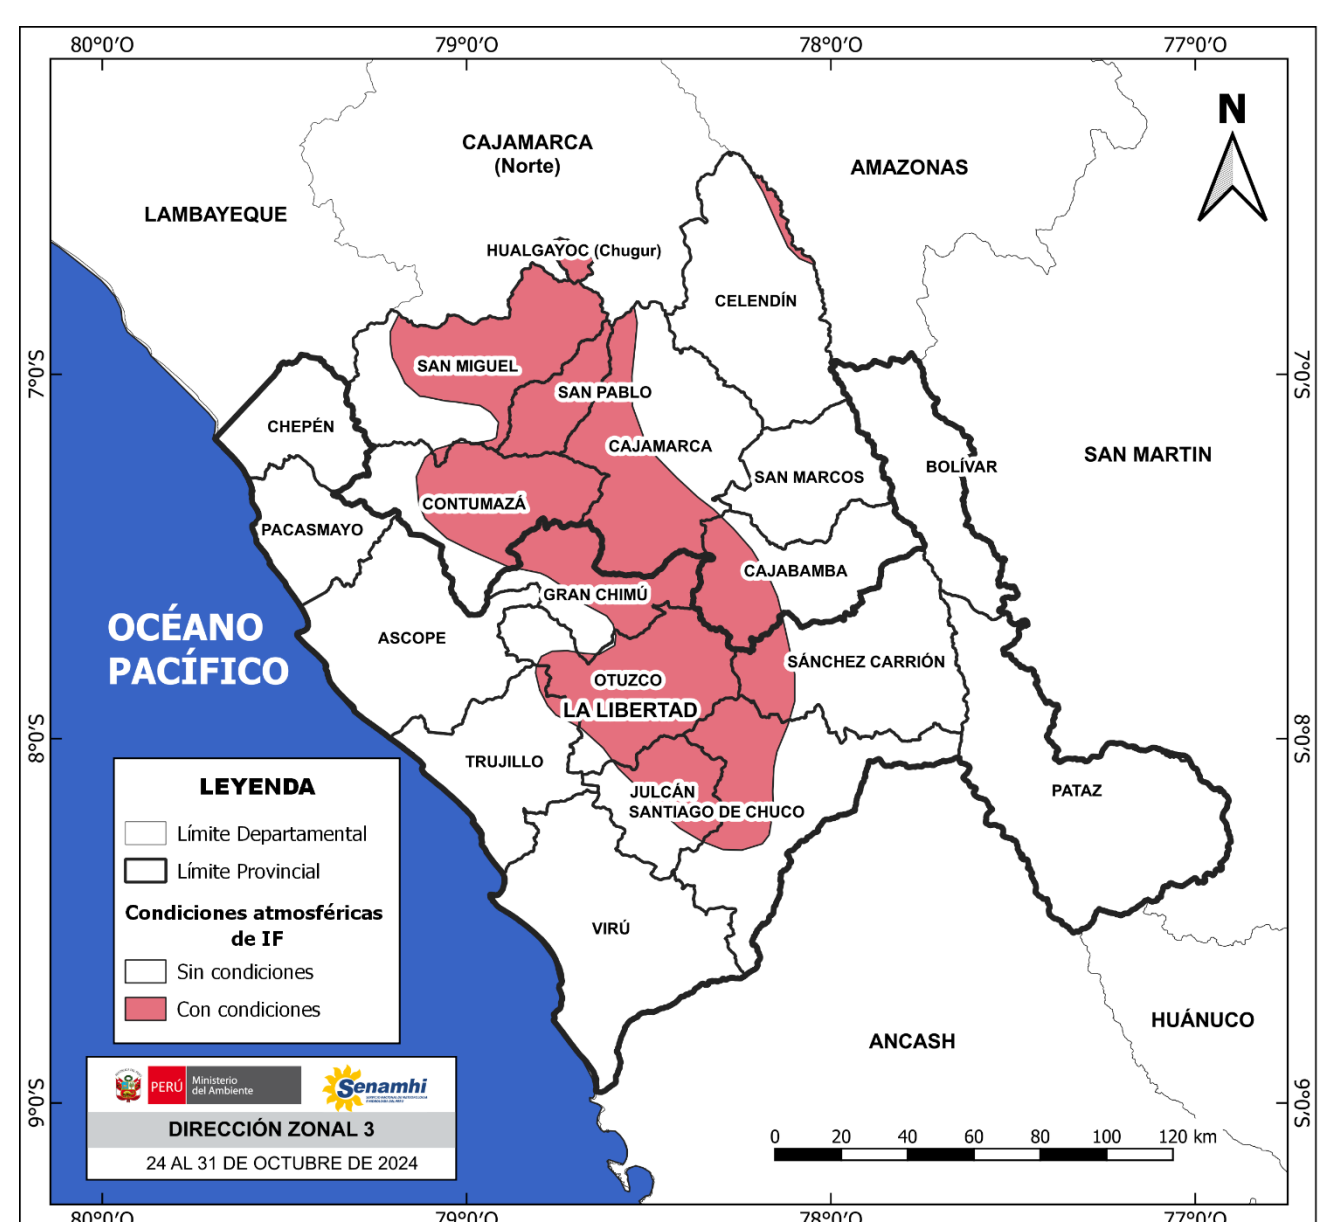 80°0'O 79°0'O 78°0'O 77°0'O
N
CAJAMARCA
(Norte)
AMAZONAS
LAMBAYEQUE
HUALGAYOC (Chugur)
CELENDÍN
7°0'S
7°0'S
SAN MIGUEL
SAN PABLO
CHEPÉN
CAJAMARCA
SAN MARTIN
BOLÍVAR
SAN MARCOS
CONTUMAZÁ
PACASMAYO
CAJABAMBA
GRAN CHIMÚ
OCÉANO
PACÍFICO
ASCOPE
SÁNCHEZ CARRIÓN
OTUZCO
LA LIBERTAD
8°0'S
8°0'S
TRUJILLO
JULCÁN
PATAZ
SANTIAGO DE CHUCO
VIRÚ
HUÁNUCO
ANCASH
LEYENDA
Límite Departamental
Límite Provincial
Condiciones atmosféricas
de IF
Sin condiciones
Con condiciones
PERÚ
Ministerio
del Ambiente
Senamhi
DIRECCIÓN ZONAL 3
24 AL 31 DE OCTUBRE DE 2024
9°0'S
9°0'S
0 20 40 60 80 100 120 km
80°0'O 79°0'O 78°0'O 77°0'O